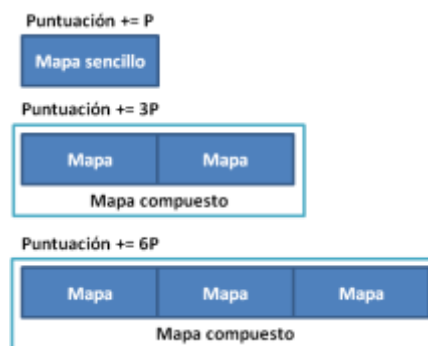 Puntuación += P
Mapa sencillo
Puntuación += 3P
Mapa Mapa
Mapa compuesto
Puntuación += 6P
Mapa Mapa Mapa
Mapa compuesto